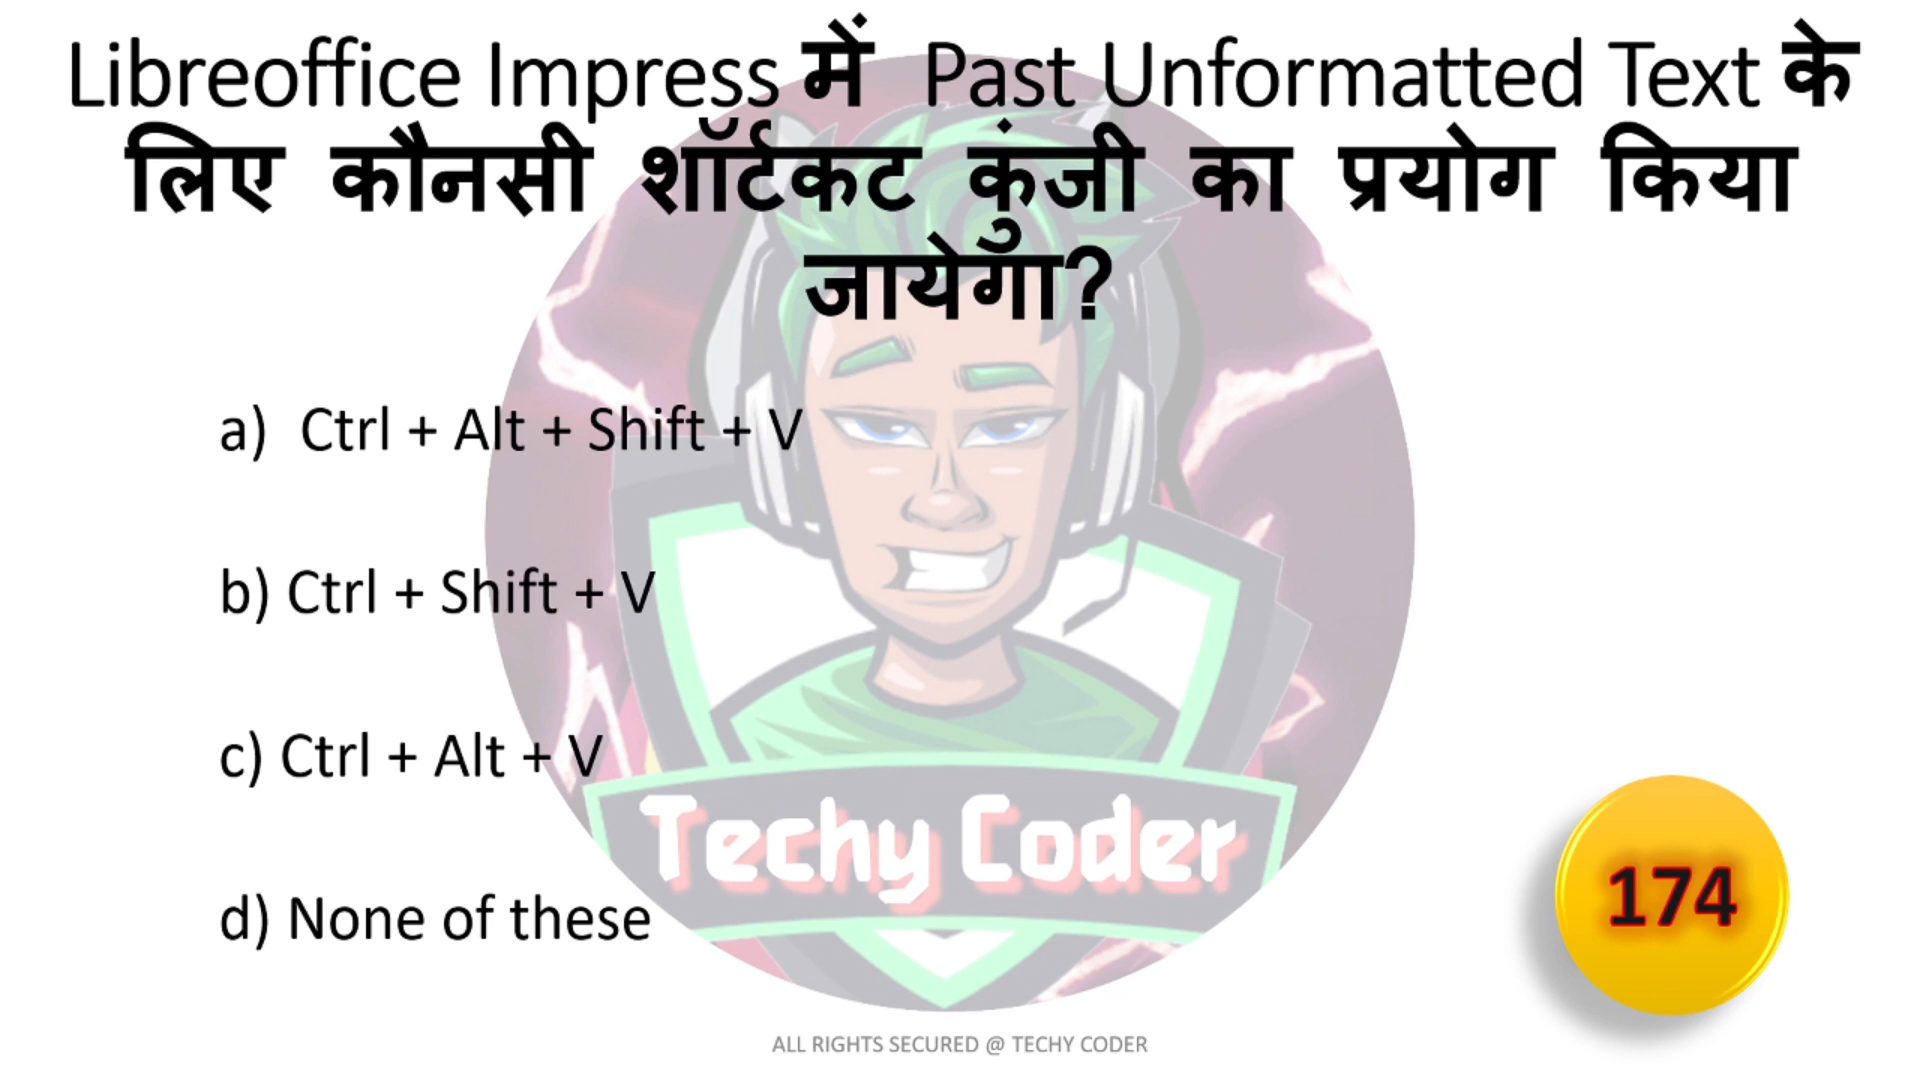 Libreoffice Impress में Past Unformatted Text के
लिए कौनसी शॉर्टकट कुंजी का प्रयोग किया
जायेगा?
a) Ctrl + Alt + Shift + V
b) Ctrl + Shift + V
c) Ctrl + Alt + V
Techy Coder
174
d) None of these
ALL RIGHTS SECURED @ TECHY CODER